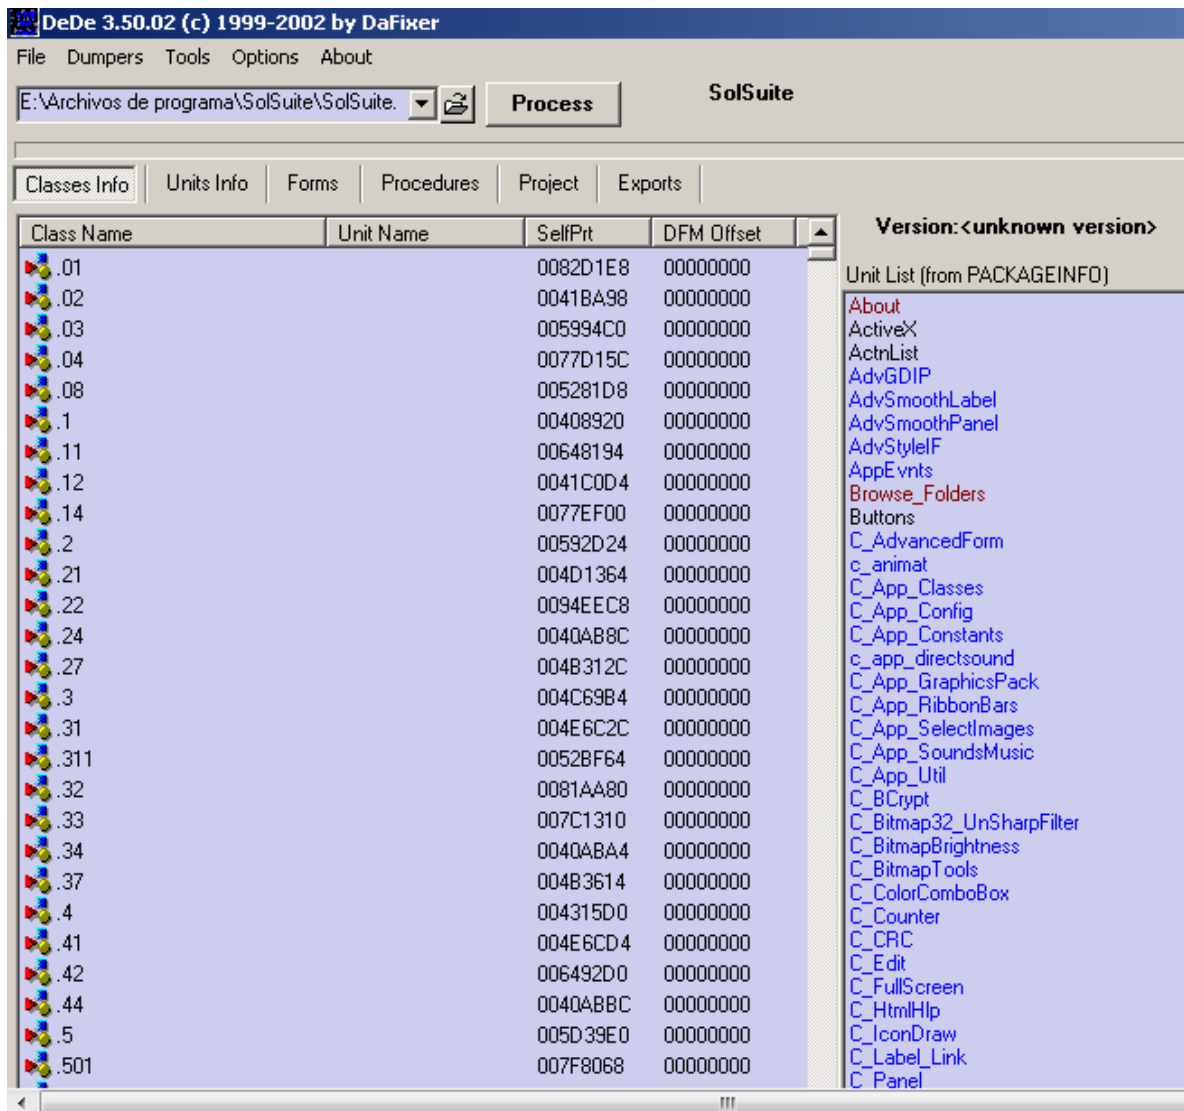 DeDe 3.50.02 (c) 1999-2002 by DaFixer
File Dumpers Tools Options About
E:\Archivos de programa\SolSuite\SolSuite. Process SolSuite
Classes Info Units Info Forms Procedures Project Exports
Class Name Unit Name SelfPrt DFM Offset
.01 0082D1E8 00000000
.02 0041BA98 00000000
.03 005994C0 00000000
.04 0077D15C 00000000
.08 005281D8 00000000
.1 00408920 00000000
.11 00648194 00000000
.12 0041C0D4 00000000
.14 0077EF00 00000000
.2 00592D24 00000000
.21 004D1364 00000000
.22 0094EEC8 00000000
.24 0040AB8C 00000000
.27 004B312C 00000000
.3 004C69B4 00000000
.31 004E6C2C 00000000
.311 0052BF64 00000000
.32 0081AA80 00000000
.33 007C1310 00000000
.34 0040ABA4 00000000
.37 004B3614 00000000
.4 004315D0 00000000
.41 004E6CD4 00000000
.42 006492D0 00000000
.44 0040ABBC 00000000
.5 005D39E0 00000000
.501 007F8068 00000000
Version:<unknown version>
Unit List (from PACKAGEINFO)
About
ActiveX
ActnList
AdvGDIP
AdvSmoothLabel
AdvSmoothPanel
AdvStyleIF
AppEvnts
Browse_Folders
Buttons
C_AdvancedForm
c_animat
C_App_Classes
C_App_Config
C_App_Constants
c_app_directsound
C_App_GraphicsPack
C_App_RibbonBars
C_App_SelectImages
C_App_SoundsMusic
C_App_Util
C_BCrypt
C_Bitmap32_UnSharpFilter
C_BitmapBrightness
C_BitmapTools
C_ColorComboBox
C_Counter
C_CRC
C_Edit
C_FullScreen
C_HtmlHlp
C_IconDraw
C_Label_Link
C_Panel